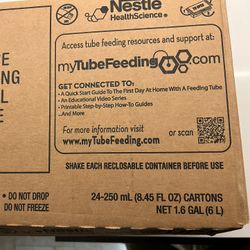 Nestlé
HealthScience®
Access tube feeding resources and support at:
myTubeFeeding.com
GET CONNECTED TO:
• A Quick Start Guide To The First Day At Home With A Feeding Tube
• An Educational Video Series
• Printable Step-by-Step How-To Guides
...And More
For more information visit
www.myTubeFeeding.com
or scan
SHAKE EACH RECLOSABLE CONTAINER BEFORE USE
• DO NOT DROP
DO NOT FREEZE
24-250 mL (8.45 FL OZ) CARTONS
NET 1.6 GAL (6 L)